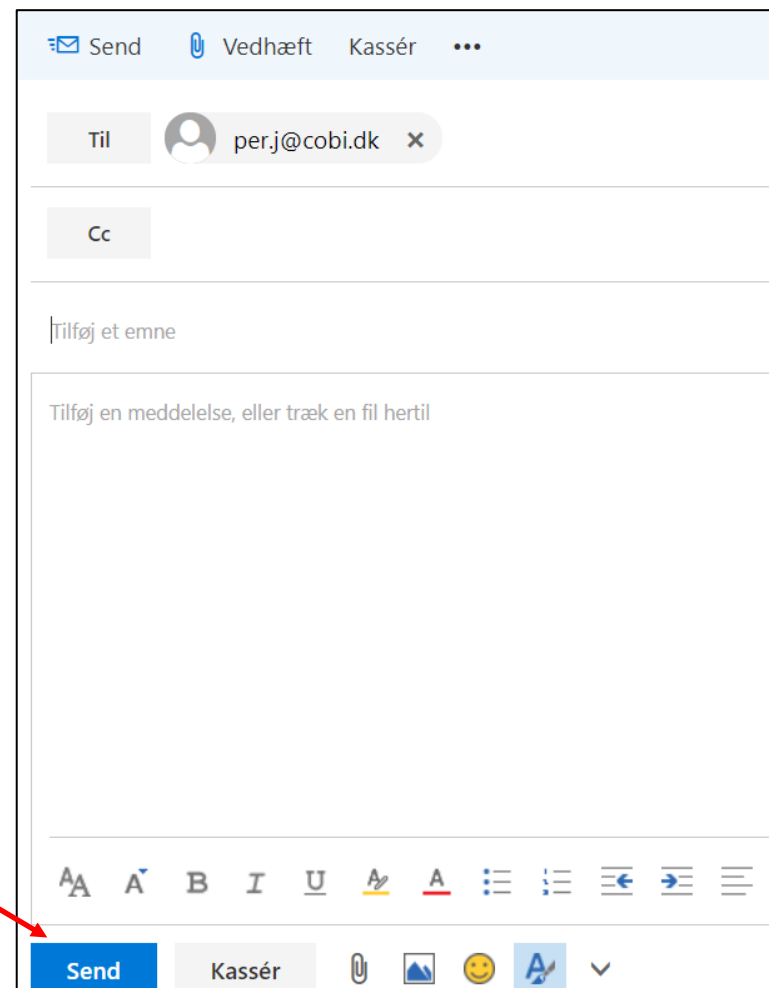 Send Vedhæft Kassér
Til per.j@cobi.dk
Cc
Tilføj et emne
Tilføj en meddelelse, eller træk en fil hertil
AA A B I U A A
Send Kassér A